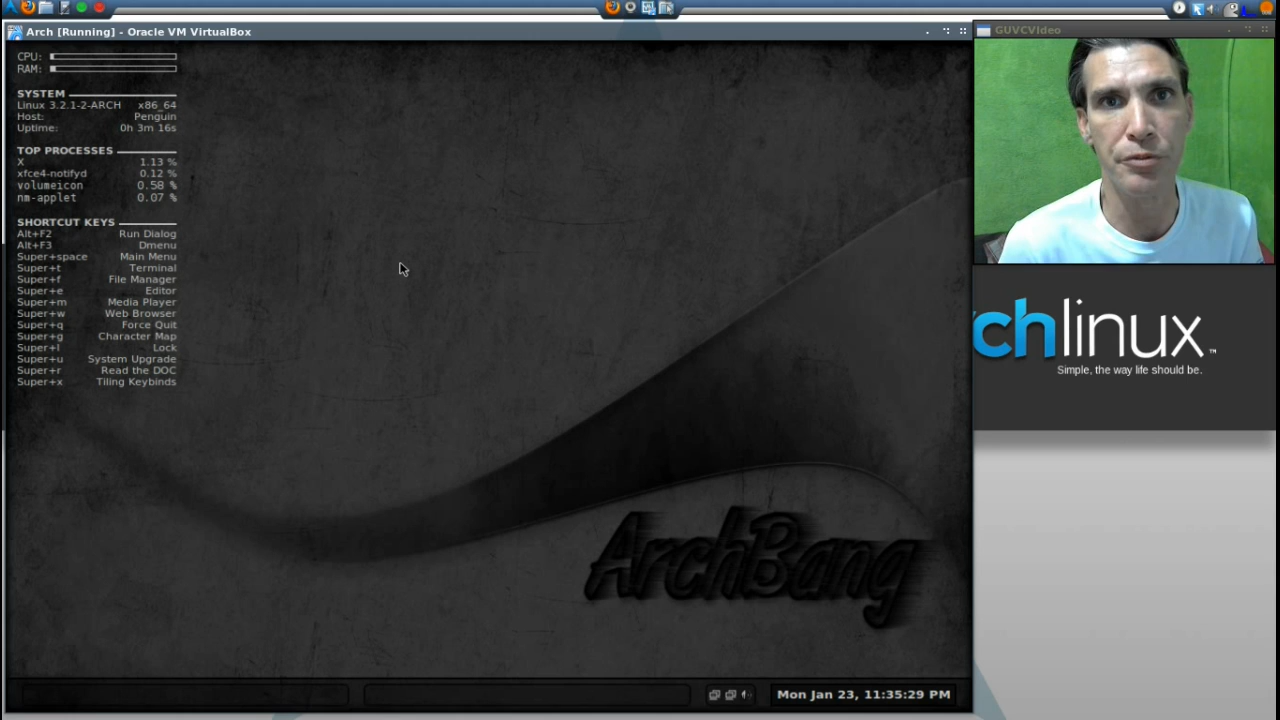 Arch [Running] - Oracle VM VirtualBox
GUVCVideo
CPU:
RAM:
SYSTEM
Linux 3.2.1-2-ARCH x86_64
Host: Penguin
Uptime: 0h 3m 16s
TOP PROCESSES
X 1.13 %
xfce4-notifyd 0.12 %
volumeicon 0.58 %
nm-applet 0.07 %
SHORTCUT KEYS
Alt+F2 Run Dialog
Alt+F3 Dmenu
Super+space Main Menu
Super+t Terminal
Super+f File Manager
Super+e Editor
Super+m Media Player
Super+w Web Browser
Super+q Force Quit
Super+g Character Map
Super+l Lock
Super+u System Upgrade
Super+r Read the DOC
Super+x Tiling Keybinds
chlinux™
Simple, the way life should be.
ArchBang
Mon Jan 23, 11:35:29 PM